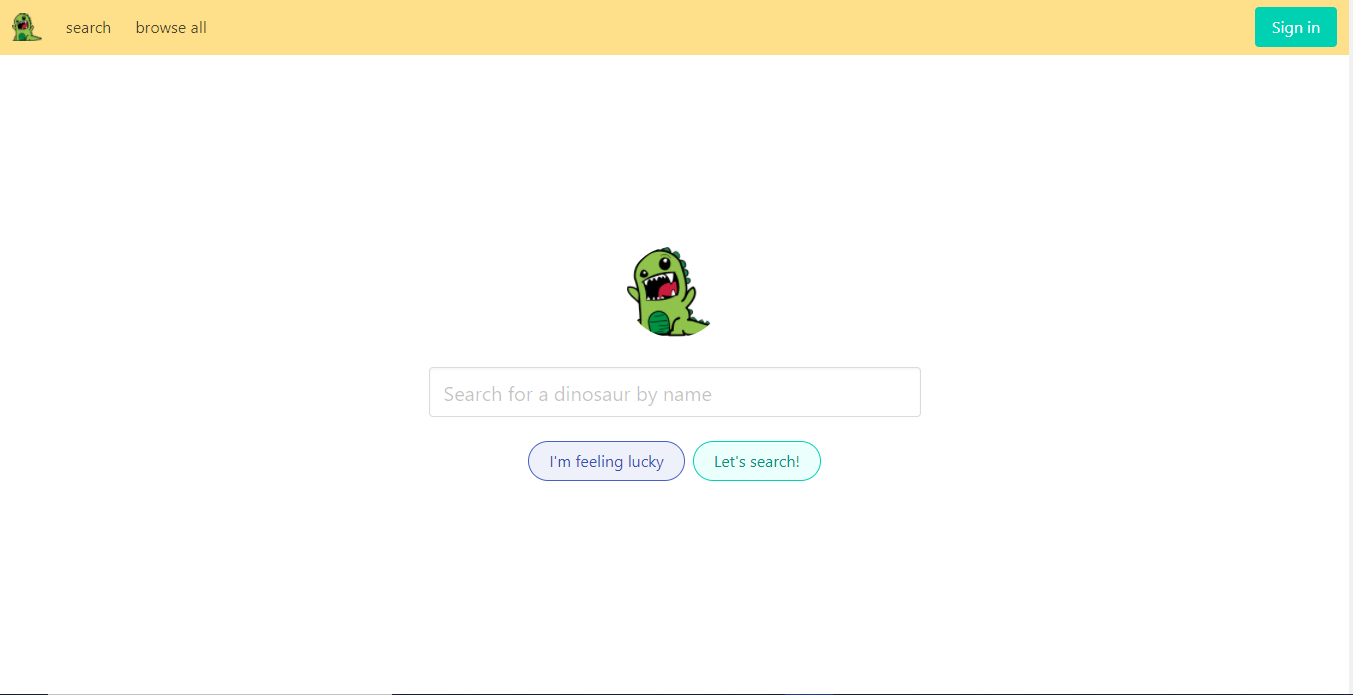 search browse all Sign in
Search for a dinosaur by name
I'm feeling lucky Let's search!